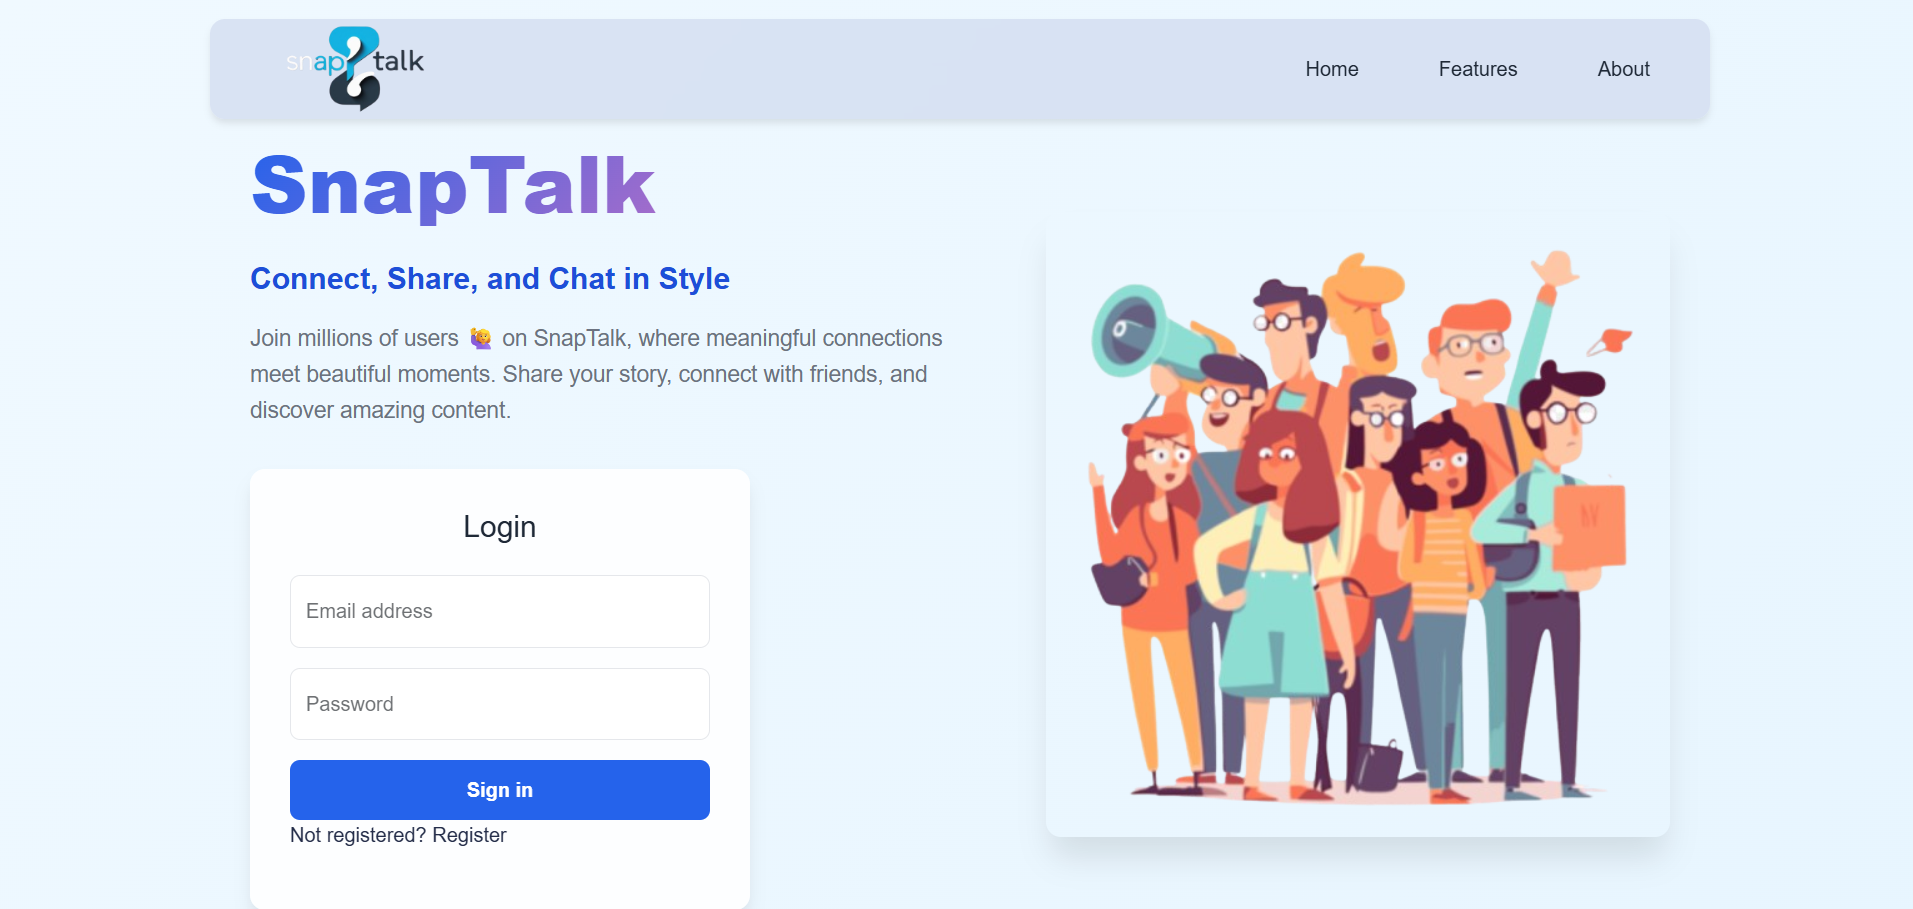 snap talk
Home Features About
SnapTalk
Connect, Share, and Chat in Style
Join millions of users 🙋 on SnapTalk, where meaningful connections
meet beautiful moments. Share your story, connect with friends, and
discover amazing content.
Login
Email address
Password
Sign in
Not registered? Register